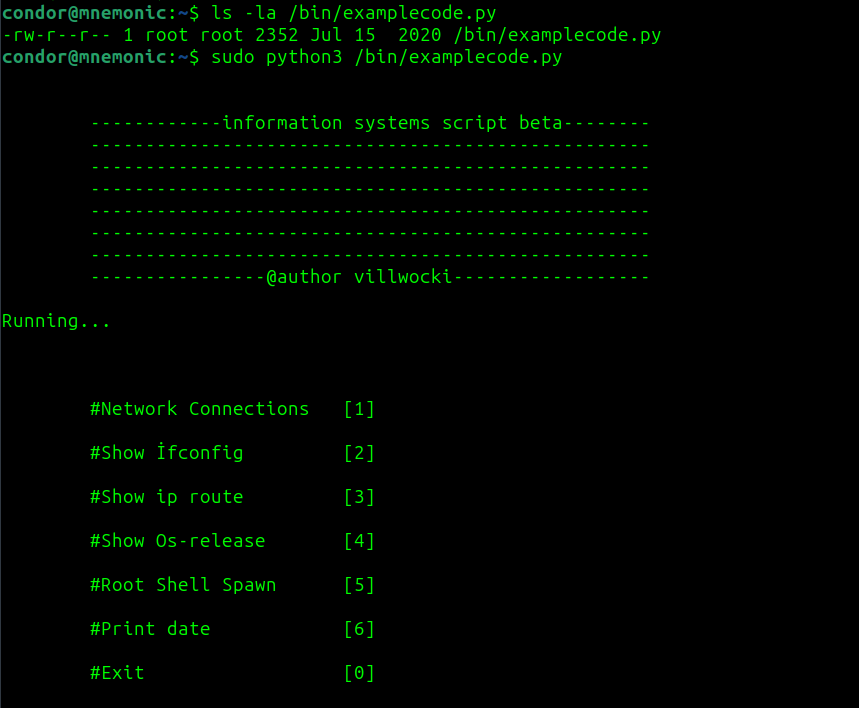 condor@mnemonic:~$ ls -la /bin/examplecode.py
-rw-r--r-- 1 root root 2352 Jul 15  2020 /bin/examplecode.py
condor@mnemonic:~$ sudo python3 /bin/examplecode.py
------------information systems script beta--------
---------------------------------------------------
---------------------------------------------------
---------------------------------------------------
---------------------------------------------------
---------------------------------------------------
---------------------------------------------------
----------------@author villwocki------------------
Running...
#Network Connections   [1]
#Show İfconfig         [2]
#Show ip route         [3]
#Show Os-release       [4]
#Root Shell Spawn      [5]
#Print date            [6]
#Exit                  [0]